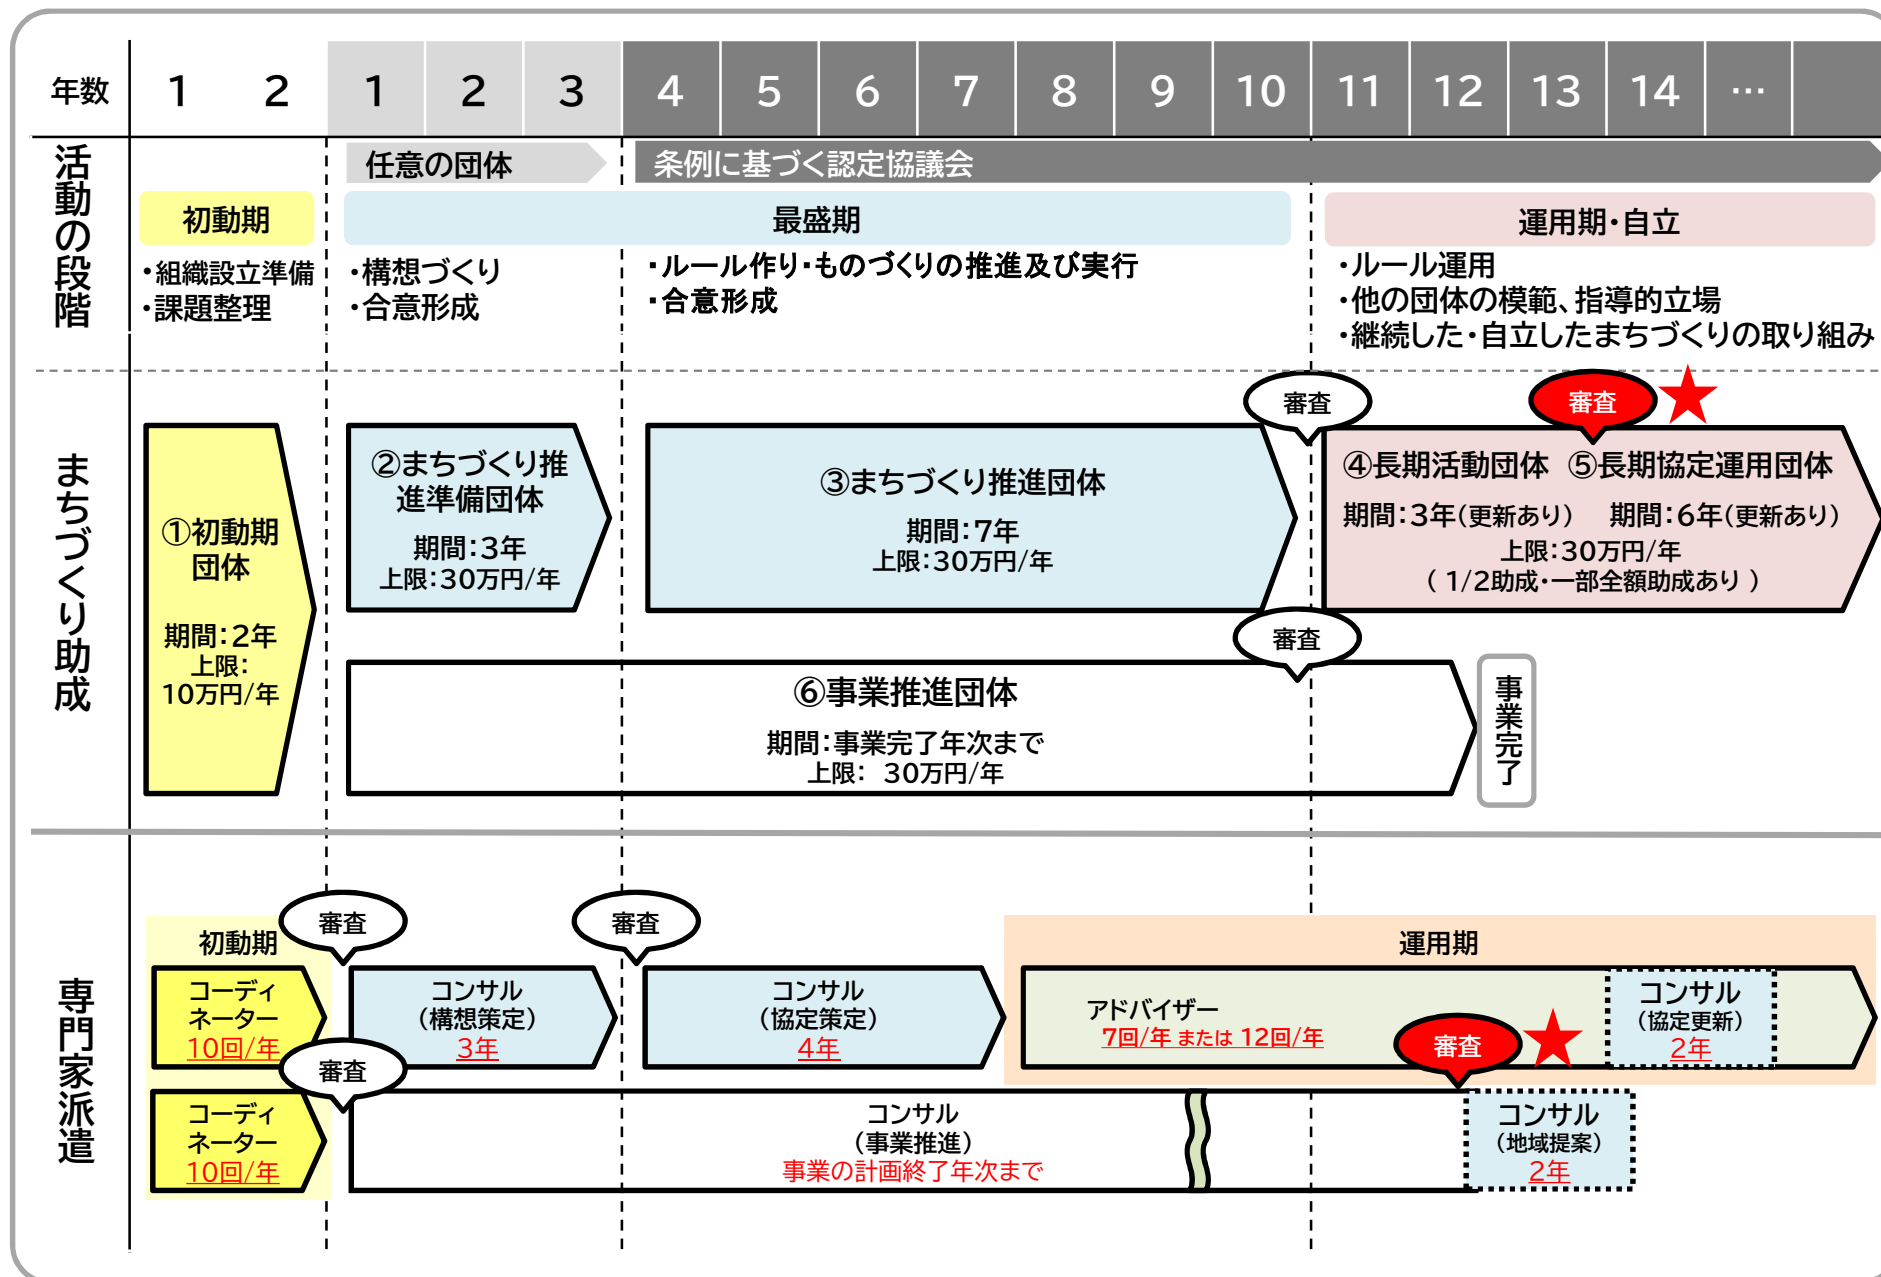 年数
1 2 1 2 3 4 5 6 7 8 9 10 11 12 13 14 …
活動の段階
任意の団体
条例に基づく認定協議会
初動期
最盛期
運用期・自立
・組織設立準備
・課題整理
・構想づくり
・合意形成
・ルール作り・ものづくりの推進及び実行
・合意形成
・ルール運用
・他の団体の模範、指導的立場
・継続した・自立したまちづくりの取り組み
まちづくり助成
審査
審査
①初動期
団体
期間：2年
上限：
10万円/年
②まちづくり推
進準備団体
期間：3年
上限：30万円/年
③まちづくり推進団体
期間：7年
上限：30万円/年
④長期活動団体 ⑤長期協定運用団体
期間：3年（更新あり） 期間：6年（更新あり）
上限：30万円/年
（ 1/2助成・一部全額助成あり ）
審査
⑥事業推進団体
期間：事業完了年次まで
上限： 30万円/年
事業完了
専門家派遣
審査
審査
初動期
運用期
コーディ
ネーター
10回/年
コンサル
（構想策定）
3年
コンサル
（協定策定）
4年
アドバイザー
7回/年 または 12回/年
審査
コンサル
（協定更新）
2年
審査
コーディ
ネーター
10回/年
コンサル
（事業推進）
事業の計画終了年次まで
コンサル
（地域提案）
2年